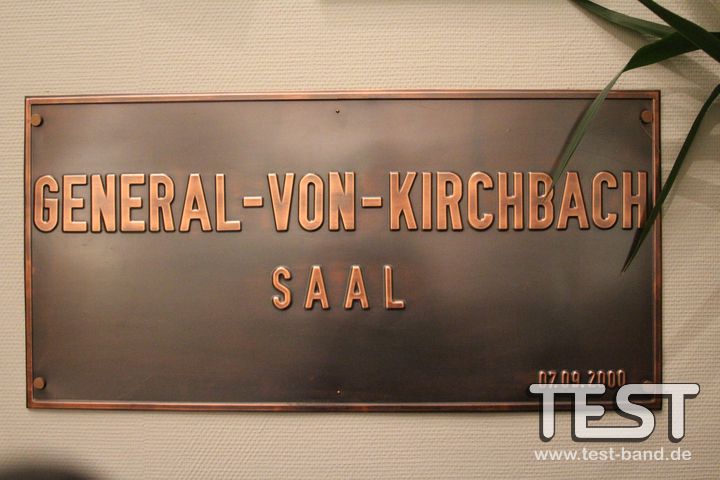 GENERAL-VON-KIRCHBACH
SAAL
07.09.2000
TEST
www.test-band.de